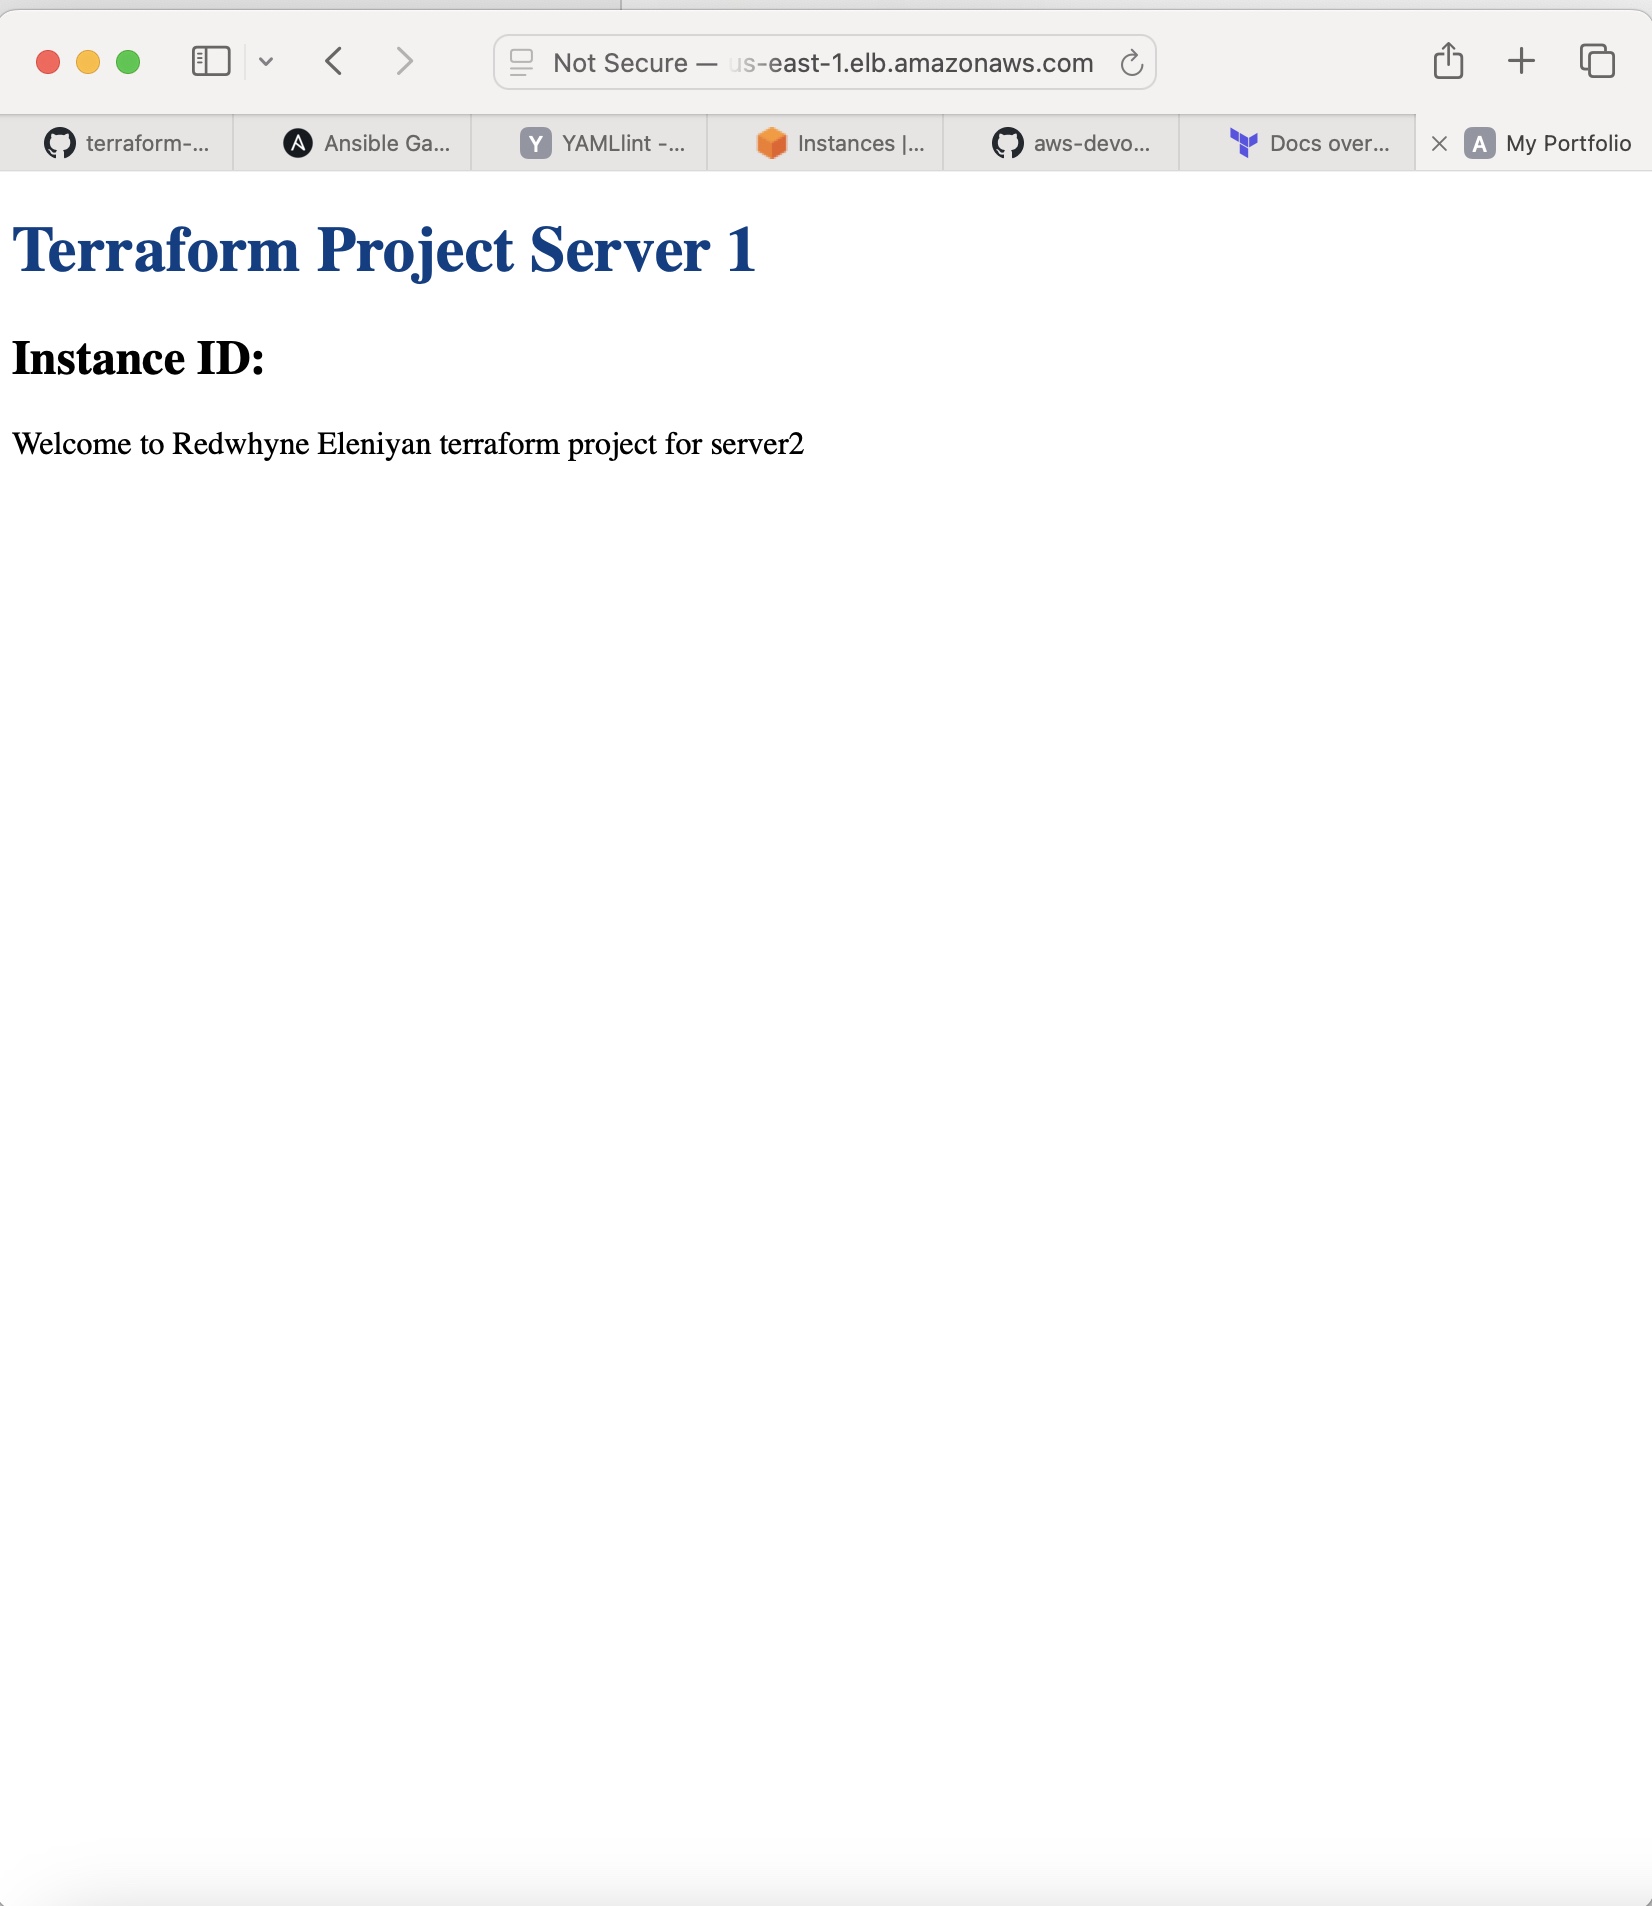 Not Secure — us-east-1.elb.amazonaws.com
terraform-...
Ansible Ga...
YAMLlint -...
Instances |...
aws-devo...
Docs over...
My Portfolio
Terraform Project Server 1
Instance ID:
Welcome to Redwhyne Eleniyan terraform project for server2